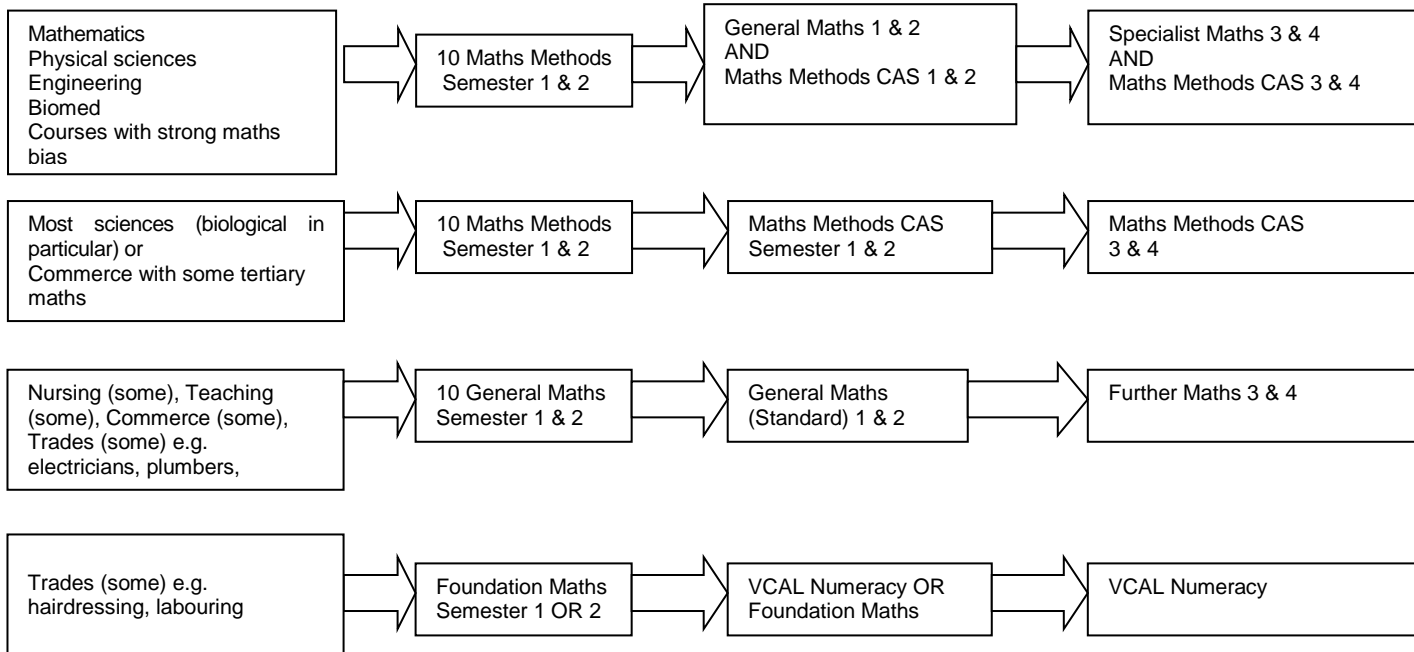 Mathematics
Physical sciences
Engineering
Biomed
Courses with strong maths
bias
10 Maths Methods
Semester 1 & 2
General Maths 1 & 2
AND
Maths Methods CAS 1 & 2
Specialist Maths 3 & 4
AND
Maths Methods CAS 3 & 4
Most sciences (biological in
particular) or
Commerce with some tertiary
maths
10 Maths Methods
Semester 1 & 2
Maths Methods CAS
Semester 1 & 2
Maths Methods CAS
3 & 4
Nursing (some), Teaching
(some), Commerce (some),
Trades (some) e.g.
electricians, plumbers,
10 General Maths
Semester 1 & 2
General Maths
(Standard) 1 & 2
Further Maths 3 & 4
Trades (some) e.g.
hairdressing, labouring
Foundation Maths
Semester 1 OR 2
VCAL Numeracy OR
Foundation Maths
VCAL Numeracy